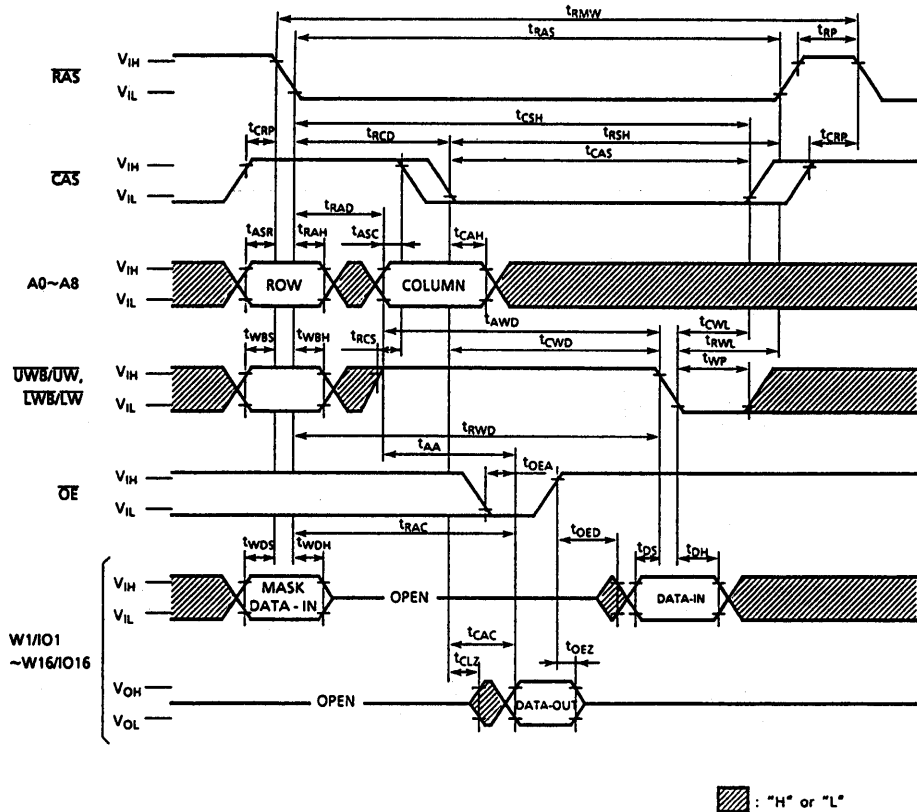 tRMW
tRAS
tRP
RAS
VIH
VIL
tCSH
tCRP
tRCD
tRSH
tCRP
tCAS
CAS
VIH
VIL
tRAD
tASR
tRAH
tASC
tCAH
A0~A8
VIH
VIL
ROW
COLUMN
tAWD
tCWL
tWBS
tWBH
tRCS
tCWD
tRWL
tWP
UWB/UW,
LWB/LW
VIH
VIL
tRWD
tAA
tOEA
OE
VIH
VIL
tRAC
tOED
tWDS
tWDH
tDS
tDH
VIH
VIL
MASK
DATA - IN
OPEN
DATA-IN
W1/IO1
~W16/IO16
tCAC
tOEZ
tCLZ
VOH
VOL
OPEN
DATA-OUT
: "H" or "L"